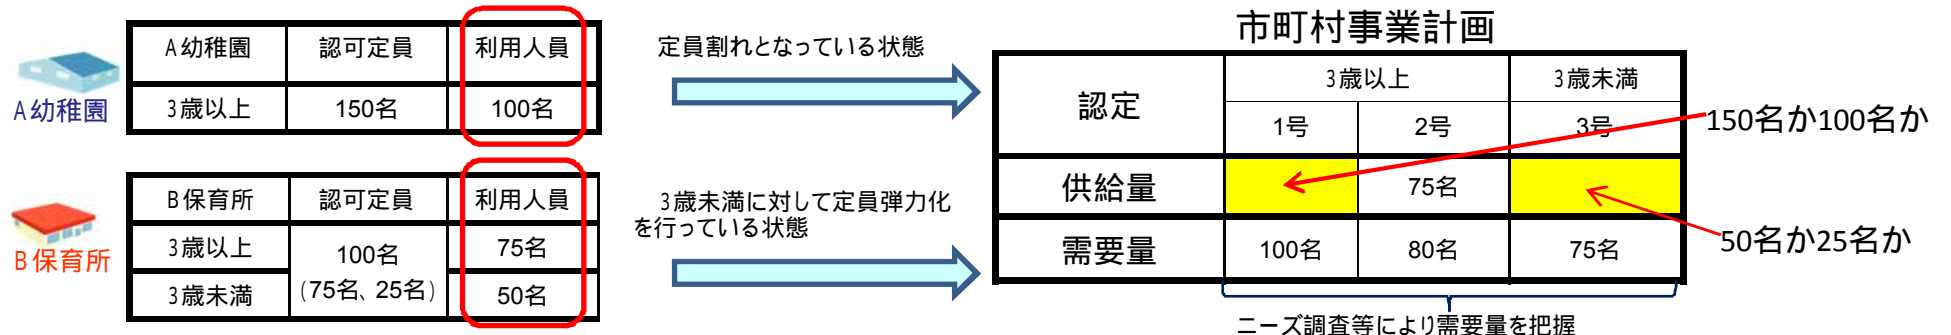 市町村事業計画
A幼稚園
A幼稚園 認可定員 利用人員
3歳以上 150名 100名
定員割れとなっている状態
B保育所
B保育所 認可定員 利用人員
3歳以上 100名 75名
3歳未満 (75名、25名) 50名
3歳未満に対して定員弾力化
を行っている状態
認定 3歳以上 3歳未満
1号 2号 3号
供給量 75名
需要量 100名 80名 75名
150名か100名か
50名か25名か
ニーズ調査等により需要量を把握